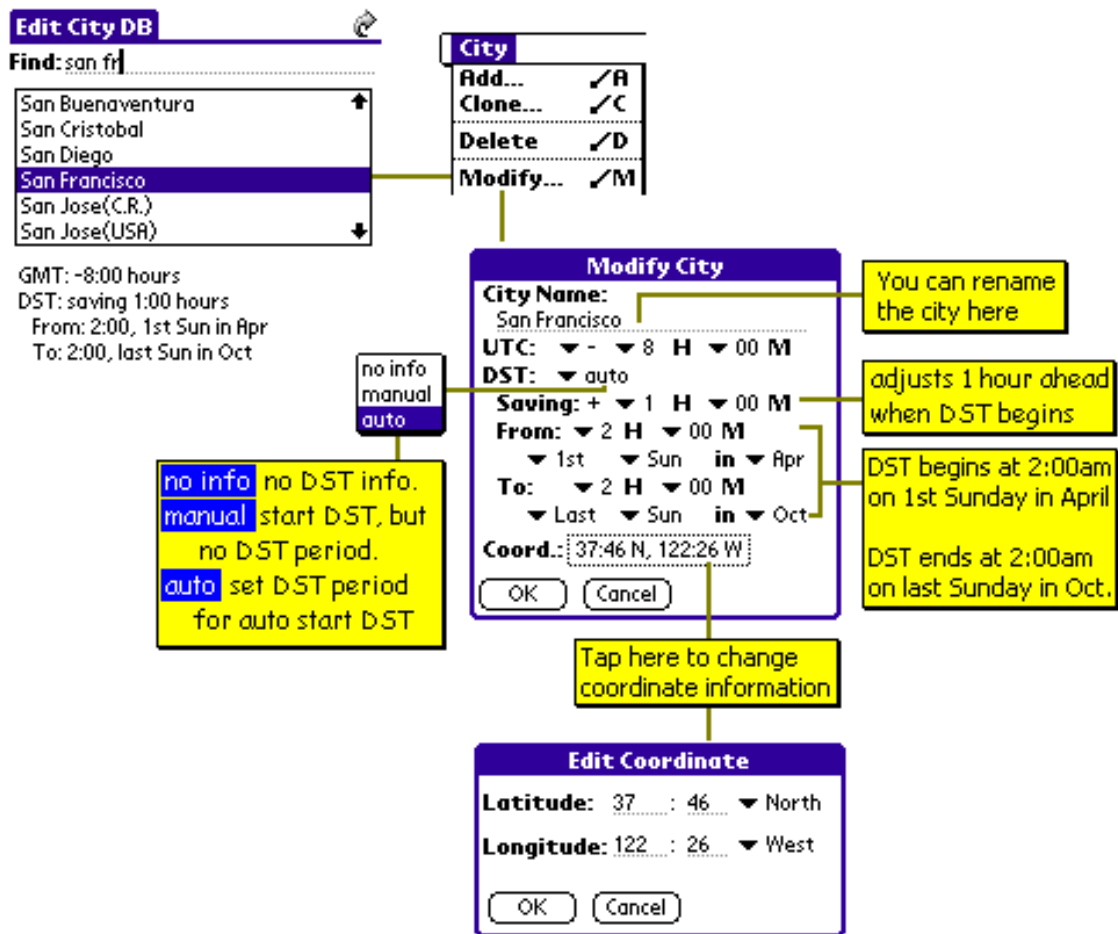 Edit City DB
Find: san fr
San Buenaventura
San Cristobal
San Diego
San Francisco
San Jose(C.R.)
San Jose(USA)
GMT: -8:00 hours
DST: saving 1:00 hours
From: 2:00, 1st Sun in Apr
To: 2:00, last Sun in Oct
City
Add... A
Clone... C
Delete D
Modify... M
Modify City
City Name:
San Francisco
UTC: - 8 H 00 M
DST: auto
Saving: + 1 H 00 M
From: 2 H 00 M
1st Sun in Apr
To: 2 H 00 M
Last Sun in Oct
Coord.: 37:46 N, 122:26 W
OK Cancel
You can rename
the city here
adjusts 1 hour ahead
when DST begins
DST begins at 2:00am
on 1st Sunday in April
DST ends at 2:00am
on last Sunday in Oct.
no info
manual
auto
no info no DST info.
manual start DST, but
no DST period.
auto set DST period
for auto start DST
Tap here to change
coordinate information
Edit Coordinate
Latitude: 37 : 46 North
Longitude: 122 : 26 West
OK Cancel